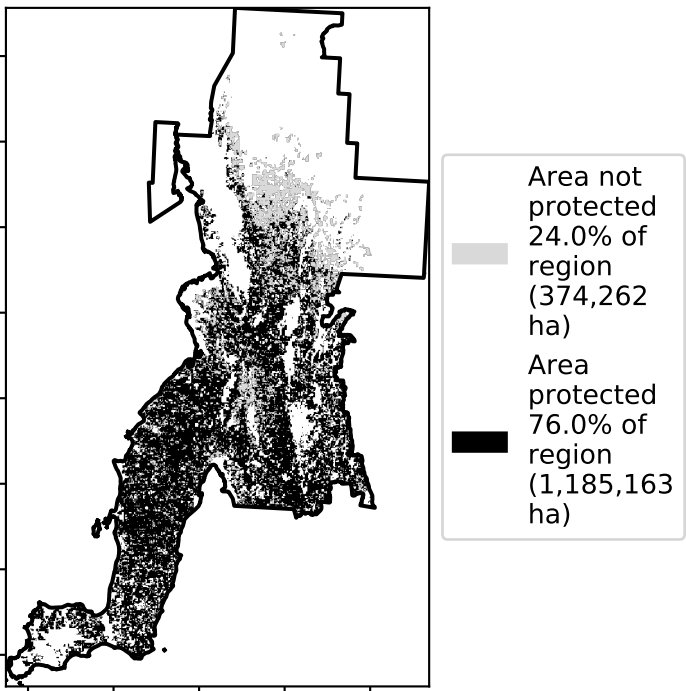 Area not
protected
24.0% of
region
(374,262
ha)
Area
protected
76.0% of
region
(1,185,163
ha)